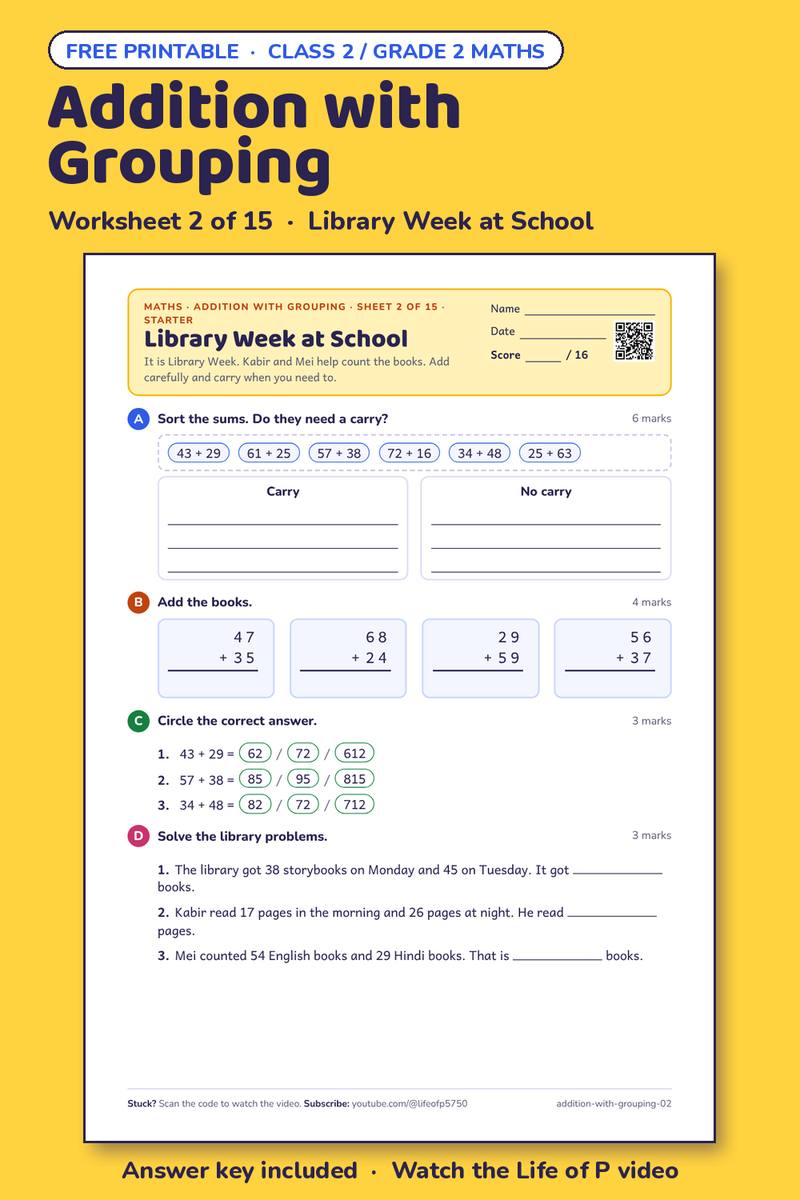 FREE PRINTABLE · CLASS 2 / GRADE 2 MATHS
Addition with
Grouping
Worksheet 2 of 15 · Library Week at School
MATHS · ADDITION WITH GROUPING · SHEET 2 OF 15 ·
STARTER
Library Week at School
It is Library Week. Kabir and Mei help count the books. Add
carefully and carry when you need to.
Name
Date
Score / 16
A Sort the sums. Do they need a carry? 6 marks
43 + 29 61 + 25 57 + 38 72 + 16 34 + 48 25 + 63
Carry No carry
B Add the books. 4 marks
47 68 29 56
+ 35 + 24 + 59 + 37
C Circle the correct answer. 3 marks
1. 43 + 29 = 62 / 72 / 612
2. 57 + 38 = 85 / 95 / 815
3. 34 + 48 = 82 / 72 / 712
D Solve the library problems. 3 marks
1. The library got 38 storybooks on Monday and 45 on Tuesday. It got
books.
2. Kabir read 17 pages in the morning and 26 pages at night. He read
pages.
3. Mei counted 54 English books and 29 Hindi books. That is books.
Stuck? Scan the code to watch the video. Subscribe: youtube.com/@lifeofp5750 addition-with-grouping-02
Answer key included · Watch the Life of P video